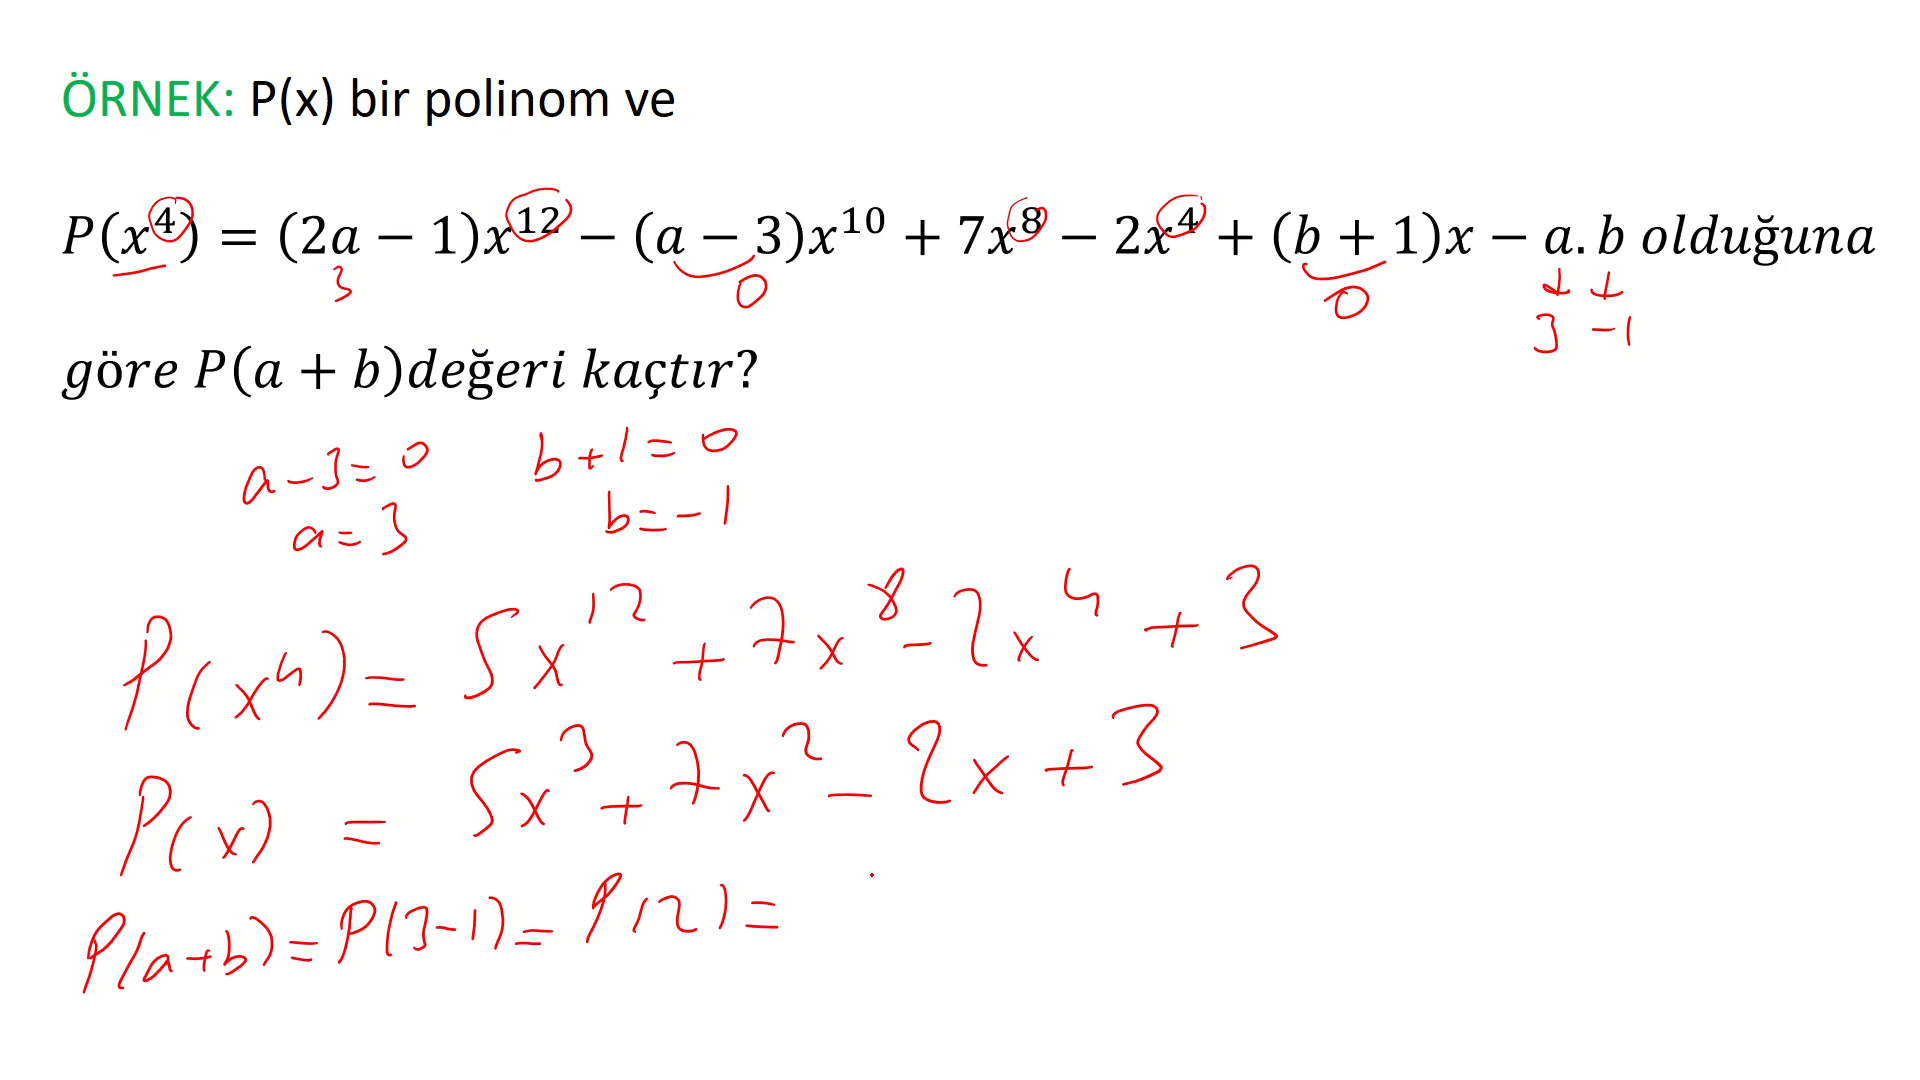 ÖRNEK: P(x) bir polinom ve
P(x⁴) = (2a − 1)x¹² − (a − 3)x¹⁰ + 7x⁸ − 2x⁴ + (b + 1)x − a. b olduğuna
3 0 0 3 −1
göre P(a + b)değeri kaçtır?
a − 3 = 0 b + 1 = 0
a = 3 b = − 1
P(x⁴) = 5x¹² + 7x⁸ − 2x⁴ + 3
P(x) = 5x³ + 7x² − 2x + 3
P(a+b) = P(3−1) = P(2) =